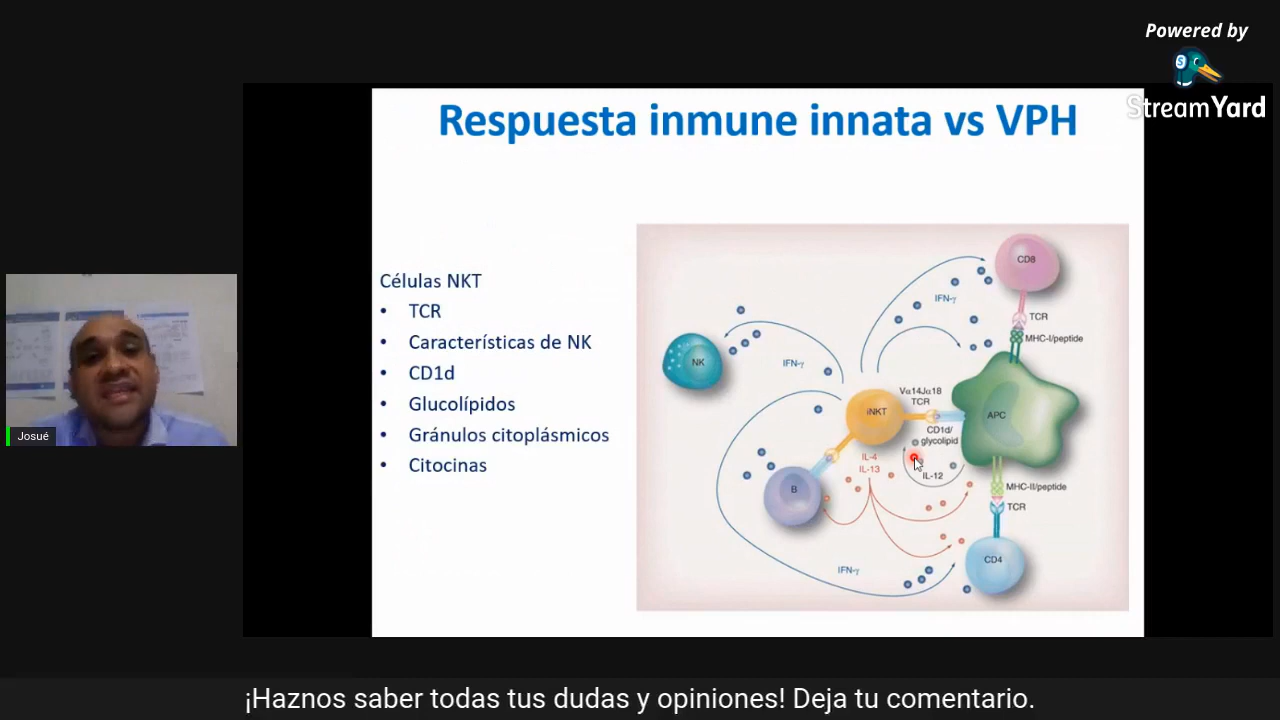 Powered by
StreamYard
Respuesta inmune innata vs VPH
Células NKT
• TCR
• Características de NK
• CD1d
• Glucolípidos
• Gránulos citoplásmicos
• Citocinas
CD8
IFN-γ
TCR
MHC-I/peptide
NK
IFN-γ
Vα14Jα18
TCR
iNKT
APC
CD1d/
glycolipid
IL-4
IL-13
IL-12
B
MHC-II/peptide
TCR
CD4
IFN-γ
Josué
¡Haznos saber todas tus dudas y opiniones! Deja tu comentario.